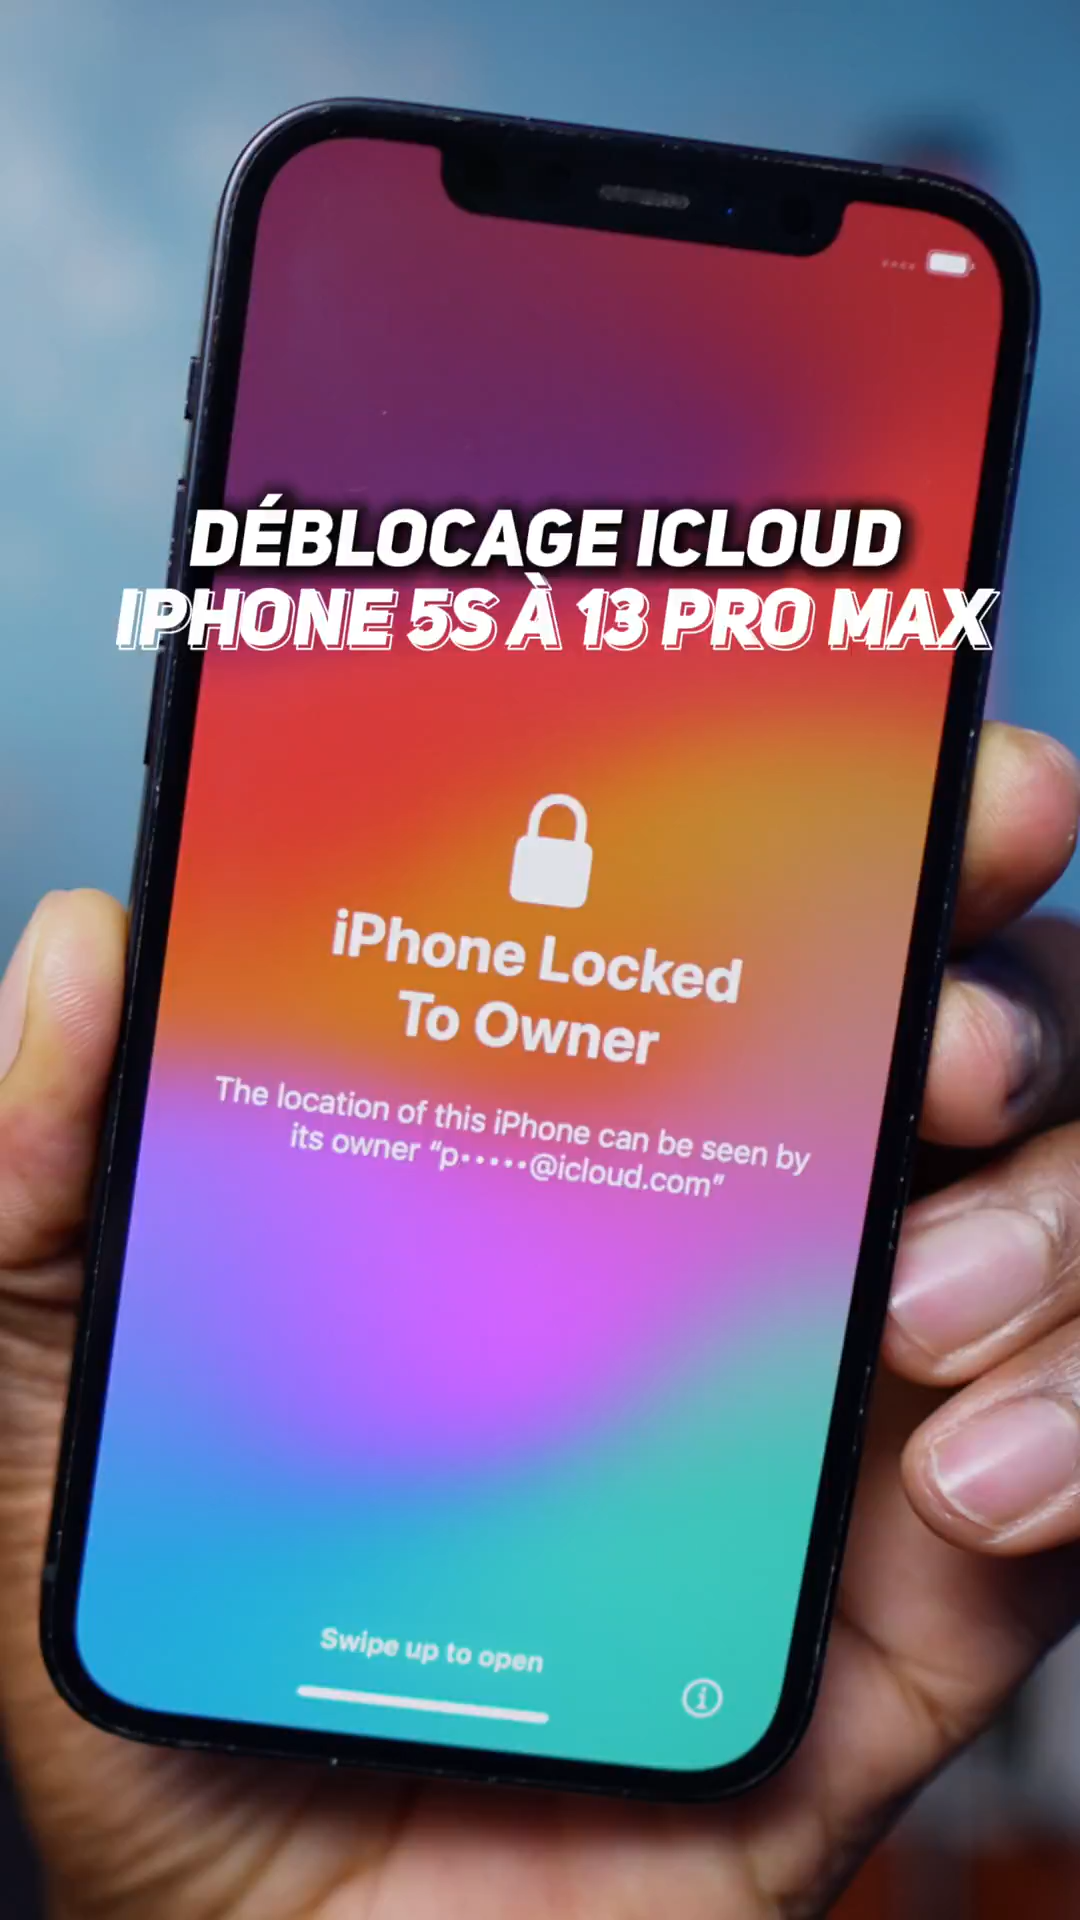 DÉBLOCAGE ICLOUD
IPHONE 5S À 13 PRO MAX
iPhone Locked
To Owner
The location of this iPhone can be seen by
its owner “p•••••@icloud.com”
Swipe up to open